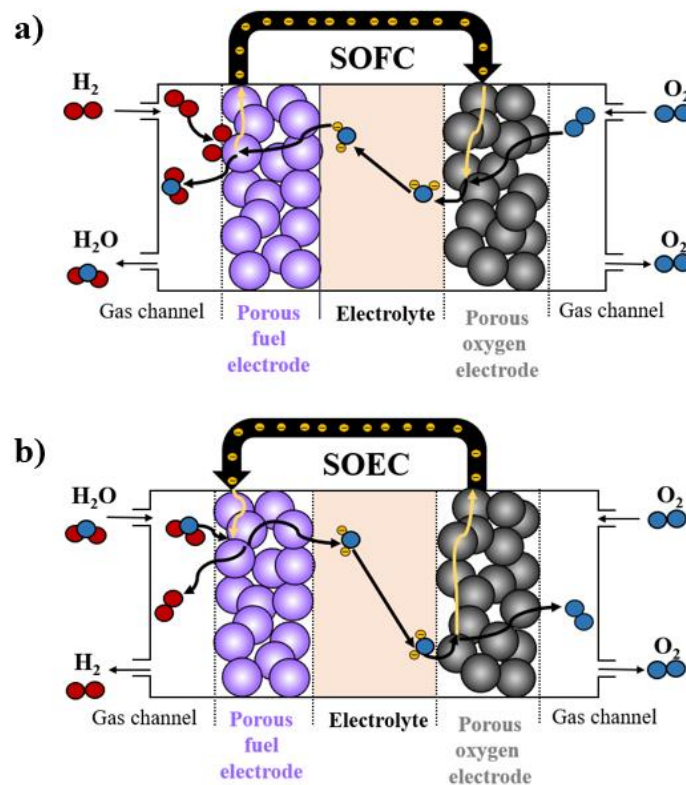 a)
SOFC
H₂
O₂
H₂O
O₂
Gas channel
Porous
fuel
electrode
Electrolyte
Porous
oxygen
electrode
Gas channel
b)
SOEC
H₂O
O₂
H₂
O₂
Gas channel
Porous
fuel
electrode
Electrolyte
Porous
oxygen
electrode
Gas channel